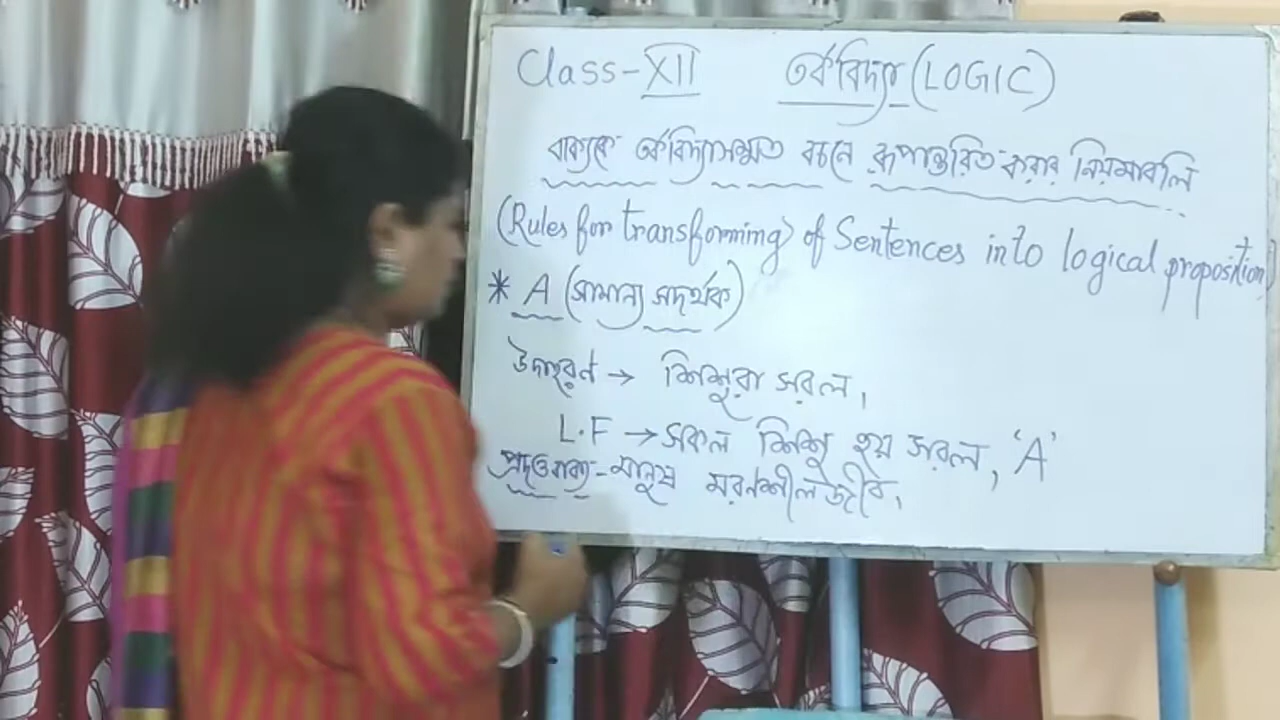 Class-XII তর্কবিদ্যা (LOGIC)
বাক্যকে তর্কবিদ্যাসম্মত বচনে রূপান্তরিত করার নিয়মাবলি
(Rules for transforming) of Sentences into logical proposition)
* A (সামান্য সদর্থক)
উদাহরণ → শিশুরা সরল,
L.F → সকল শিশু হয় সরল, 'A'
প্রদত্তবাক্য - মানুষ মরণশীল জীব,